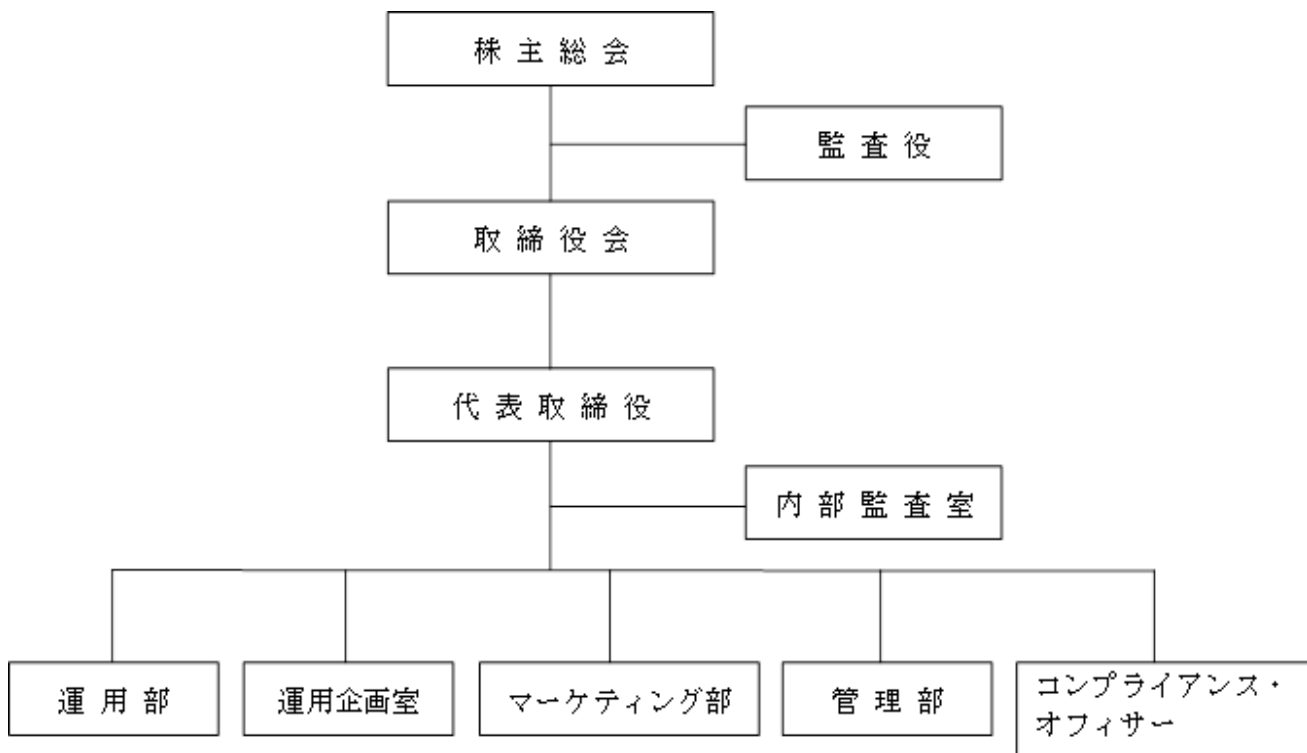 株主総会
監査役
取締役会
代表取締役
内部監査室
運用部
運用企画室
マーケティング部
管理部
コンプライアンス・
オフィサー